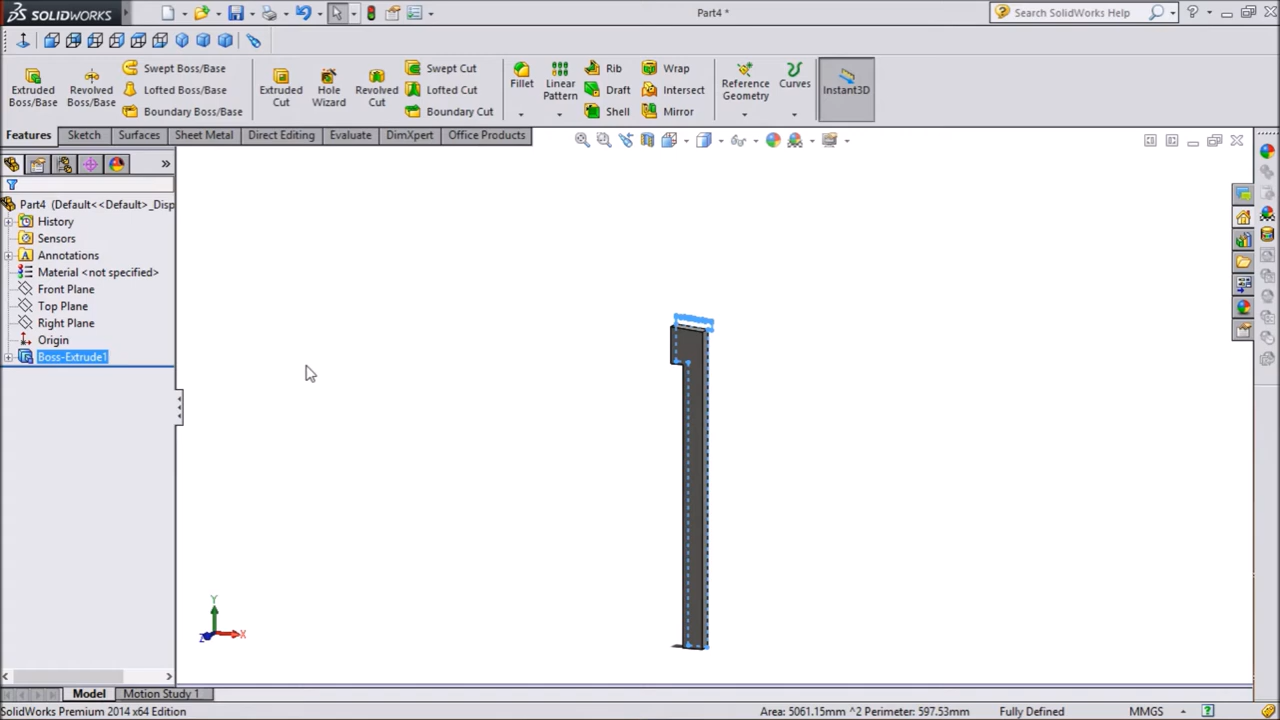 SOLIDWORKS
Part4 *
Search SolidWorks Help
Extruded Boss/Base
Revolved Boss/Base
Swept Boss/Base
Lofted Boss/Base
Boundary Boss/Base
Extruded Cut
Hole Wizard
Revolved Cut
Swept Cut
Lofted Cut
Boundary Cut
Fillet
Linear Pattern
Rib
Draft
Shell
Wrap
Intersect
Mirror
Reference Geometry
Curves
Instant3D
Features Sketch Surfaces Sheet Metal Direct Editing Evaluate DimXpert Office Products
Part4 (Default<<Default>_Disp
History
Sensors
Annotations
Material <not specified>
Front Plane
Top Plane
Right Plane
Origin
Boss-Extrude1
Y
Z X
Model Motion Study 1
SolidWorks Premium 2014 x64 Edition Area: 5061.15mm ^2 Perimeter: 597.53mm Fully Defined MMGS